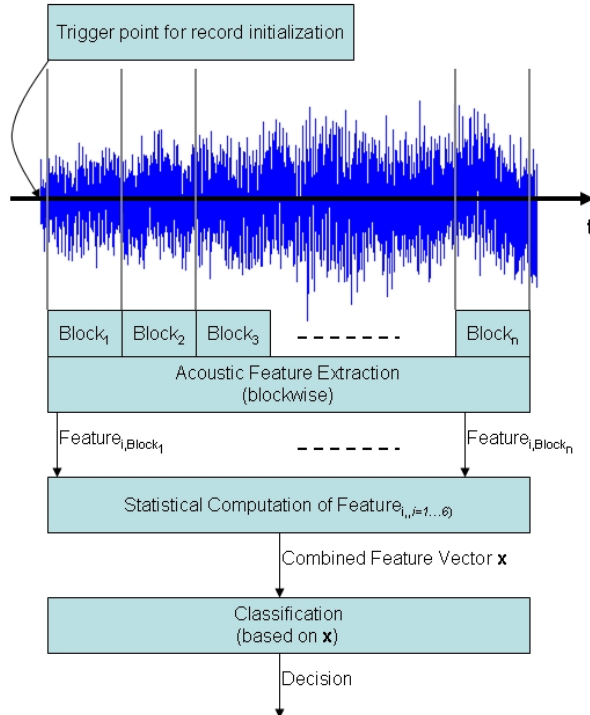 Trigger point for record initialization
t
Block1 Block2 Block3 Blockn
Acoustic Feature Extraction
(blockwise)
Featurei,Block1 Featurei,Blockn
Statistical Computation of Featurei,,i=1...6)
Combined Feature Vector x
Classification
(based on x)
Decision